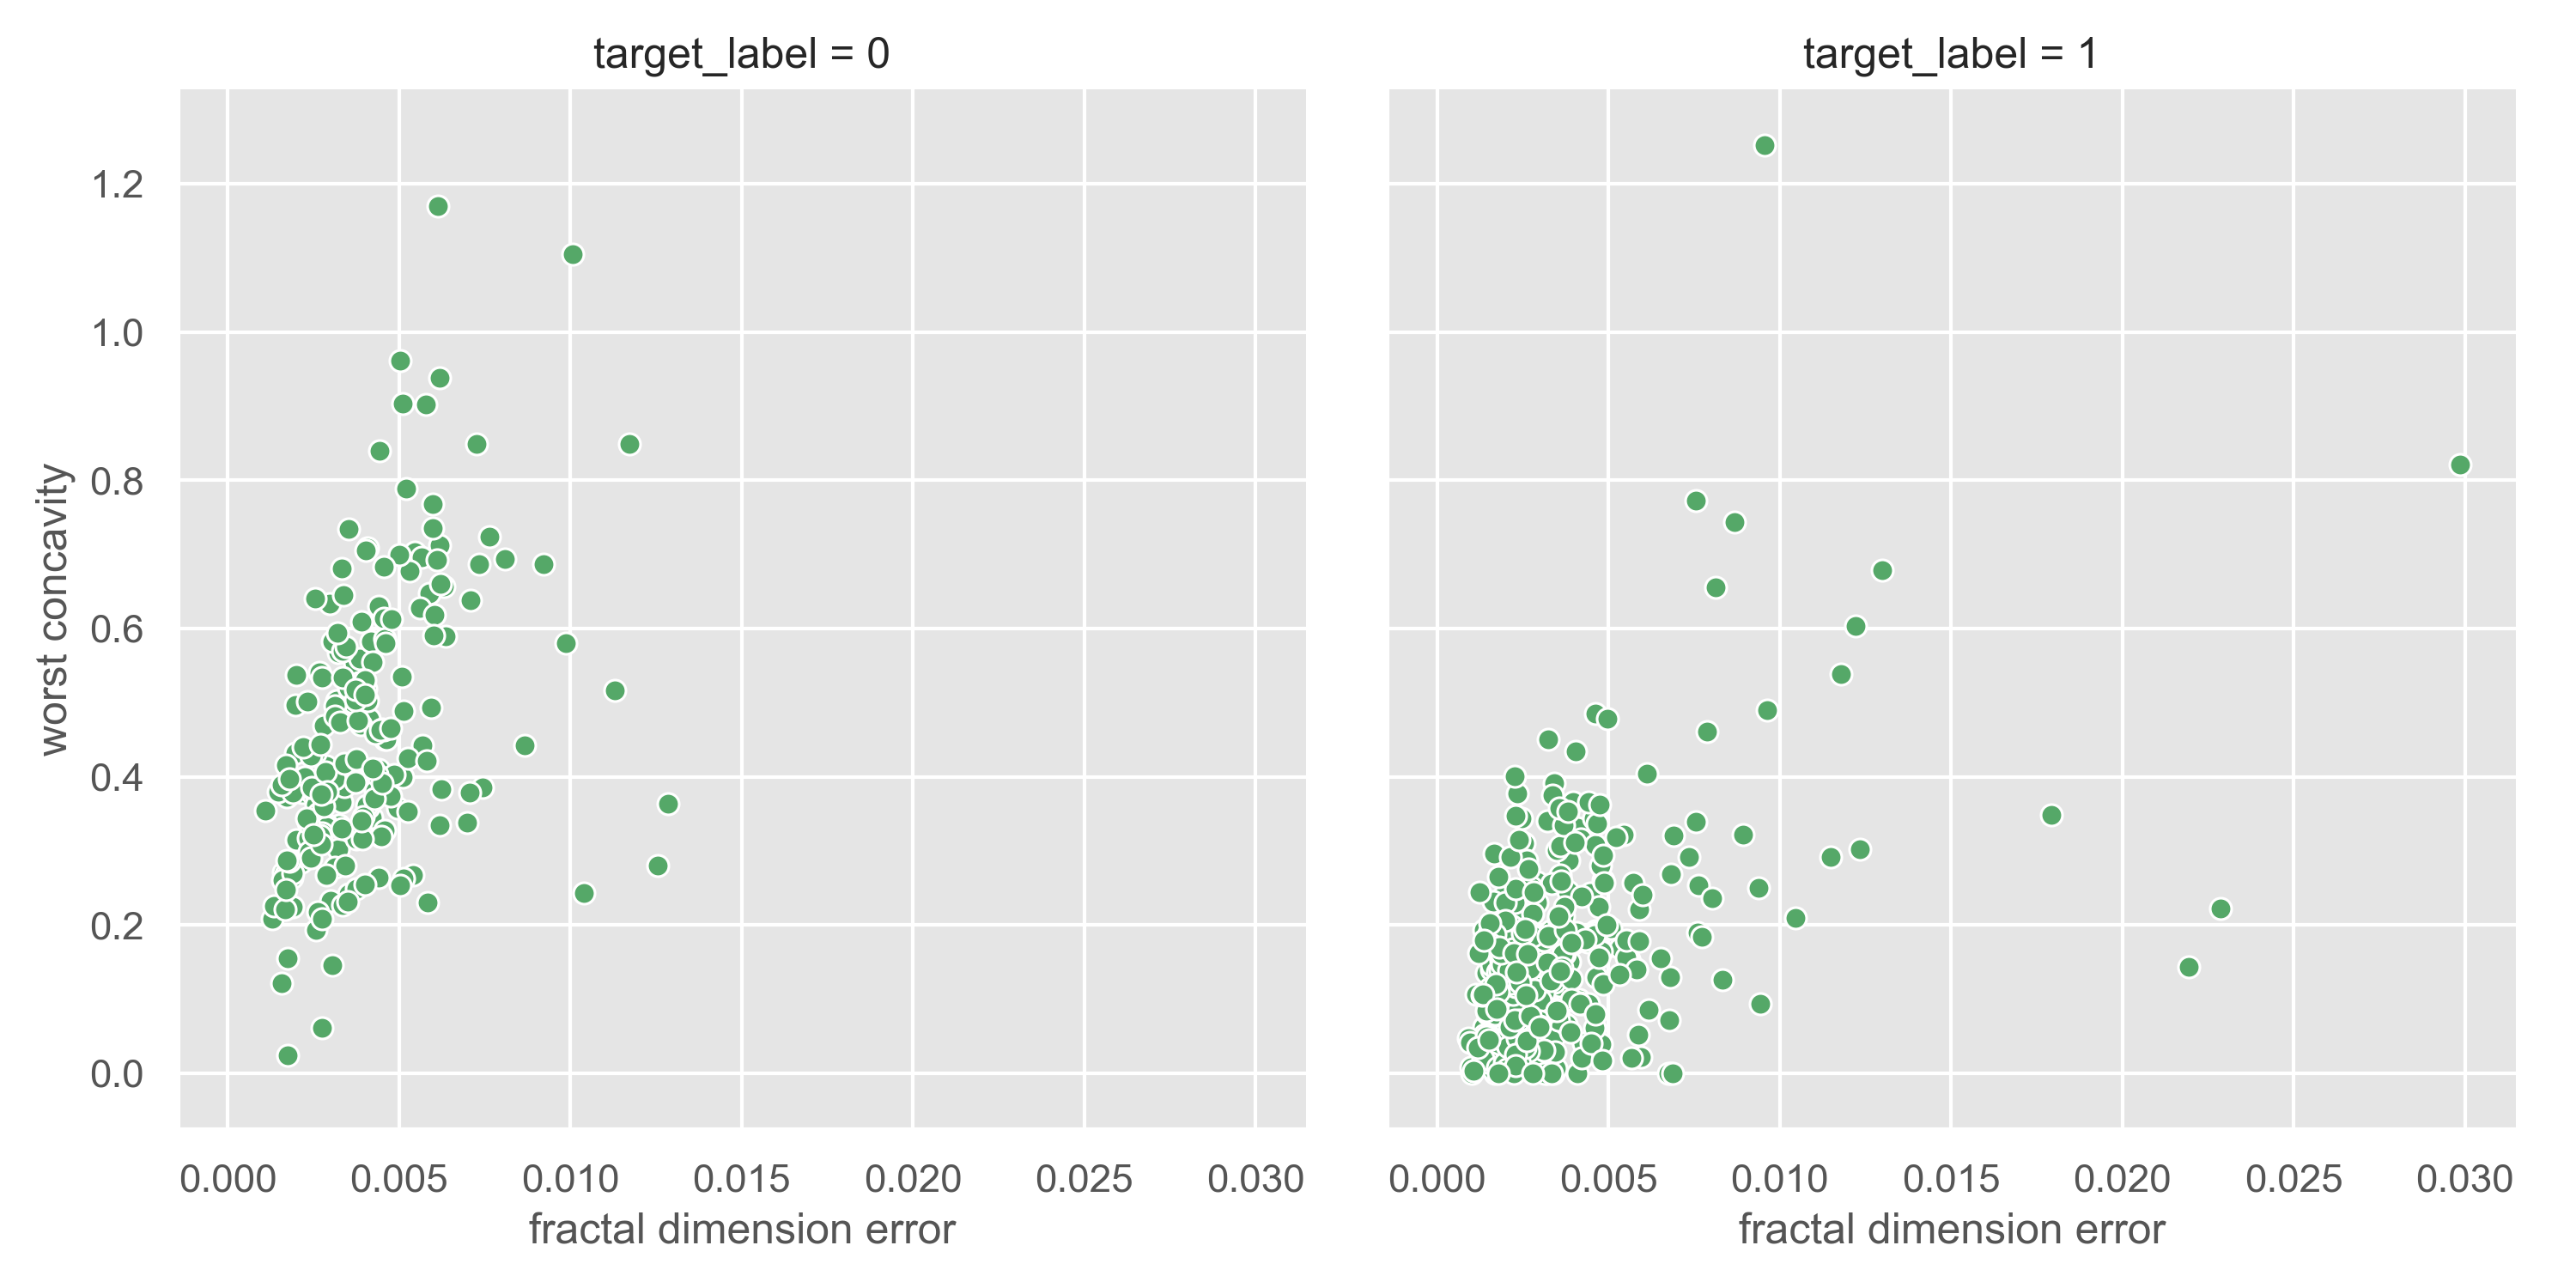 target_label = 0
target_label = 1
worst concavity
1.2
1.0
0.8
0.6
0.4
0.2
0.0
0.000 0.005 0.010 0.015 0.020 0.025 0.030
0.000 0.005 0.010 0.015 0.020 0.025 0.030
fractal dimension error
fractal dimension error